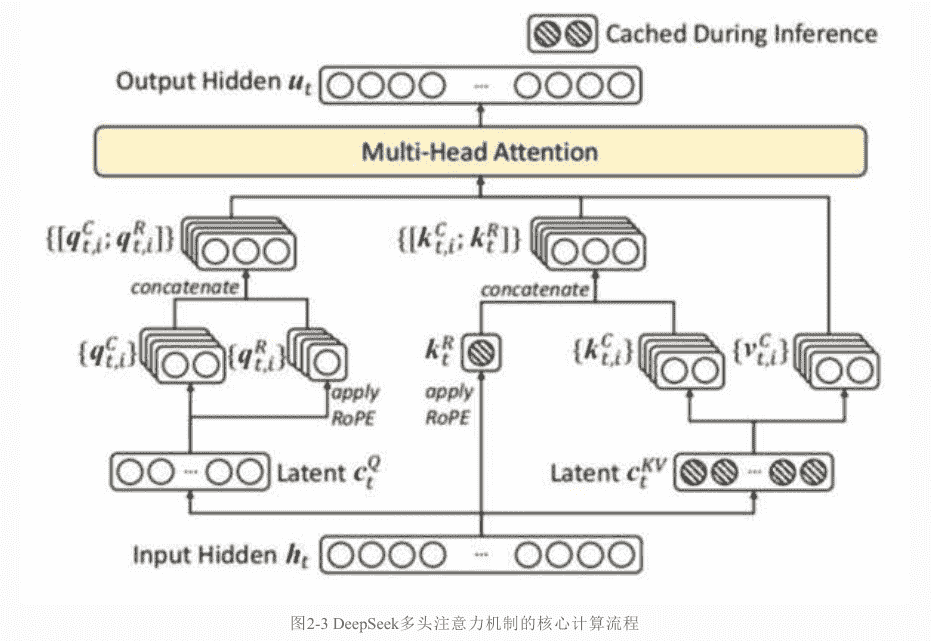 Cached During Inference
Output Hidden u_t
...
Multi-Head Attention
{[q^C_{t,i}; q^R_{t,i}]}
{[k^C_{t,i}; k^R_t]}
concatenate
concatenate
{q^C_{t,i}}
{q^R_{t,i}}
k^R_t
{k^C_{t,i}}
{v^C_{t,i}}
apply
RoPE
apply
RoPE
... Latent c^Q_t
Latent c^{KV}_t ...
Input Hidden h_t
...
图2-3 DeepSeek多头注意力机制的核心计算流程